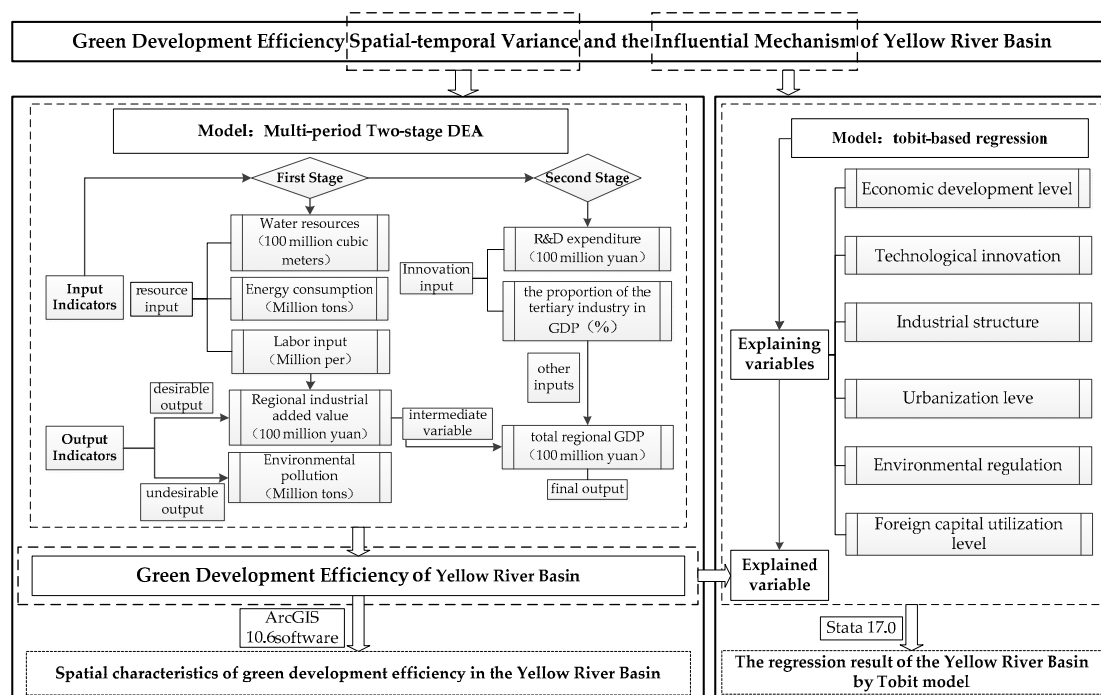 Green Development Efficiency Spatial-temporal Variance and the Influential Mechanism of Yellow River Basin
Model：Multi-period Two-stage DEA
First Stage
Second Stage
Water resources
（100 million cubic
meters）
Energy consumption
（Million tons）
Labor input
（Million per）
Input
Indicators
resource
input
Innovation
input
R&D expenditure
（100 million yuan）
the proportion of the
tertiary industry in
GDP（%）
other
inputs
desirable
output
Regional industrial
added value
（100 million yuan）
intermediate
variable
total regional GDP
（100 million yuan）
final output
Output
Indicators
undesirable
output
Environmental
pollution
（Million tons）
Green Development Efficiency of Yellow River Basin
ArcGIS
10.6software
Spatial characteristics of green development efficiency in the Yellow River Basin
Model：tobit-based regression
Economic development level
Technological innovation
Industrial structure
Explaining
variables
Urbanization leve
Environmental regulation
Foreign capital utilization
level
Explained
variable
Stata 17.0
The regression result of the Yellow River Basin
by Tobit model